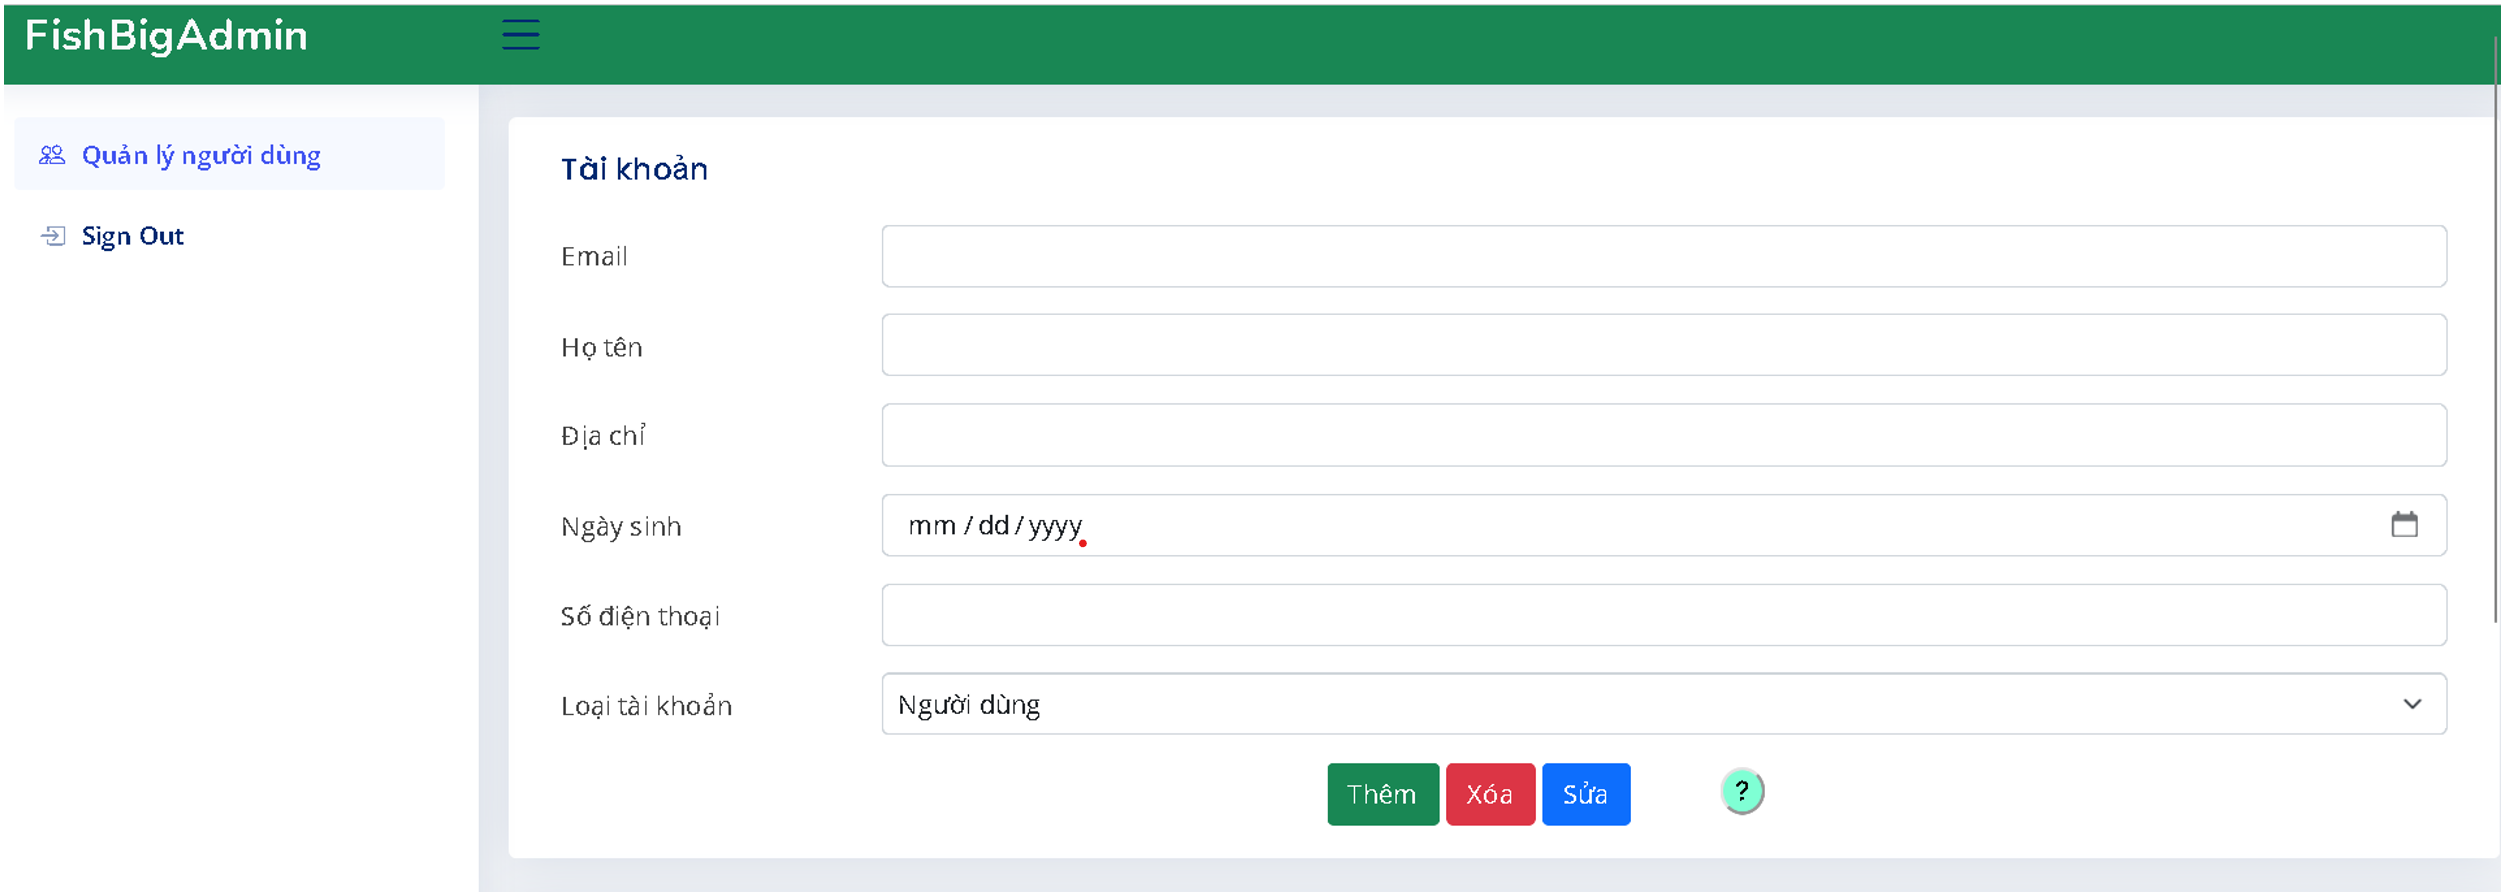 FishBigAdmin
Quản lý người dùng
Sign Out
Tài khoản
Email
Họ tên
Địa chỉ
Ngày sinh
mm / dd / yyyy
Số điện thoại
Loại tài khoản
Người dùng
Thêm Xóa Sửa ?